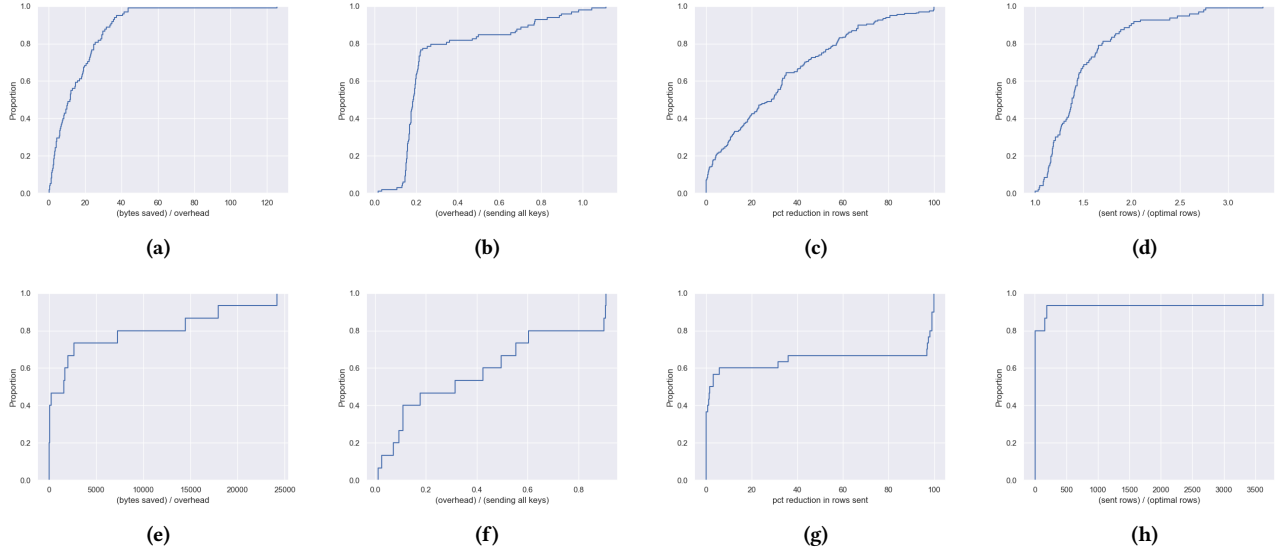 1.0
0.8
0.6
0.4
0.2
0.0
Proportion
0 20 40 60 80 100 120
(bytes saved) / overhead
(a)
1.0
0.8
0.6
0.4
0.2
0.0
Proportion
0.0 0.2 0.4 0.6 0.8 1.0
(overhead) / (sending all keys)
(b)
1.0
0.8
0.6
0.4
0.2
0.0
Proportion
0 20 40 60 80 100
pct reduction in rows sent
(c)
1.0
0.8
0.6
0.4
0.2
0.0
Proportion
1.0 1.5 2.0 2.5 3.0
(sent rows) / (optimal rows)
(d)
1.0
0.8
0.6
0.4
0.2
0.0
Proportion
0 5000 10000 15000 20000 25000
(bytes saved) / overhead
(e)
1.0
0.8
0.6
0.4
0.2
0.0
Proportion
0.0 0.2 0.4 0.6 0.8
(overhead) / (sending all keys)
(f)
1.0
0.8
0.6
0.4
0.2
0.0
Proportion
0 20 40 60 80 100
pct reduction in rows sent
(g)
1.0
0.8
0.6
0.4
0.2
0.0
Proportion
0 500 1000 1500 2000 2500 3000 3500
(sent rows) / (optimal rows)
(h)